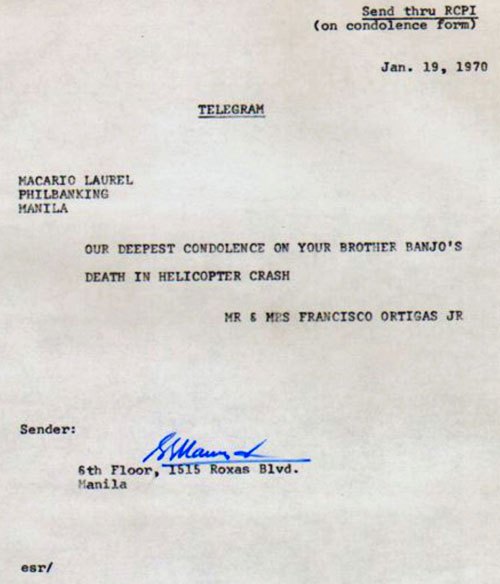 Send thru RCPI
(on condolence form)
Jan. 19, 1970
TELEGRAM
MACARIO LAUREL
PHILBANKING
MANILA
OUR DEEPEST CONDOLENCE ON YOUR BROTHER BANJO'S
DEATH IN HELICOPTER CRASH
MR & MRS FRANCISCO ORTIGAS JR
Sender:
6th Floor, 1515 Roxas Blvd.
Manila
esr/